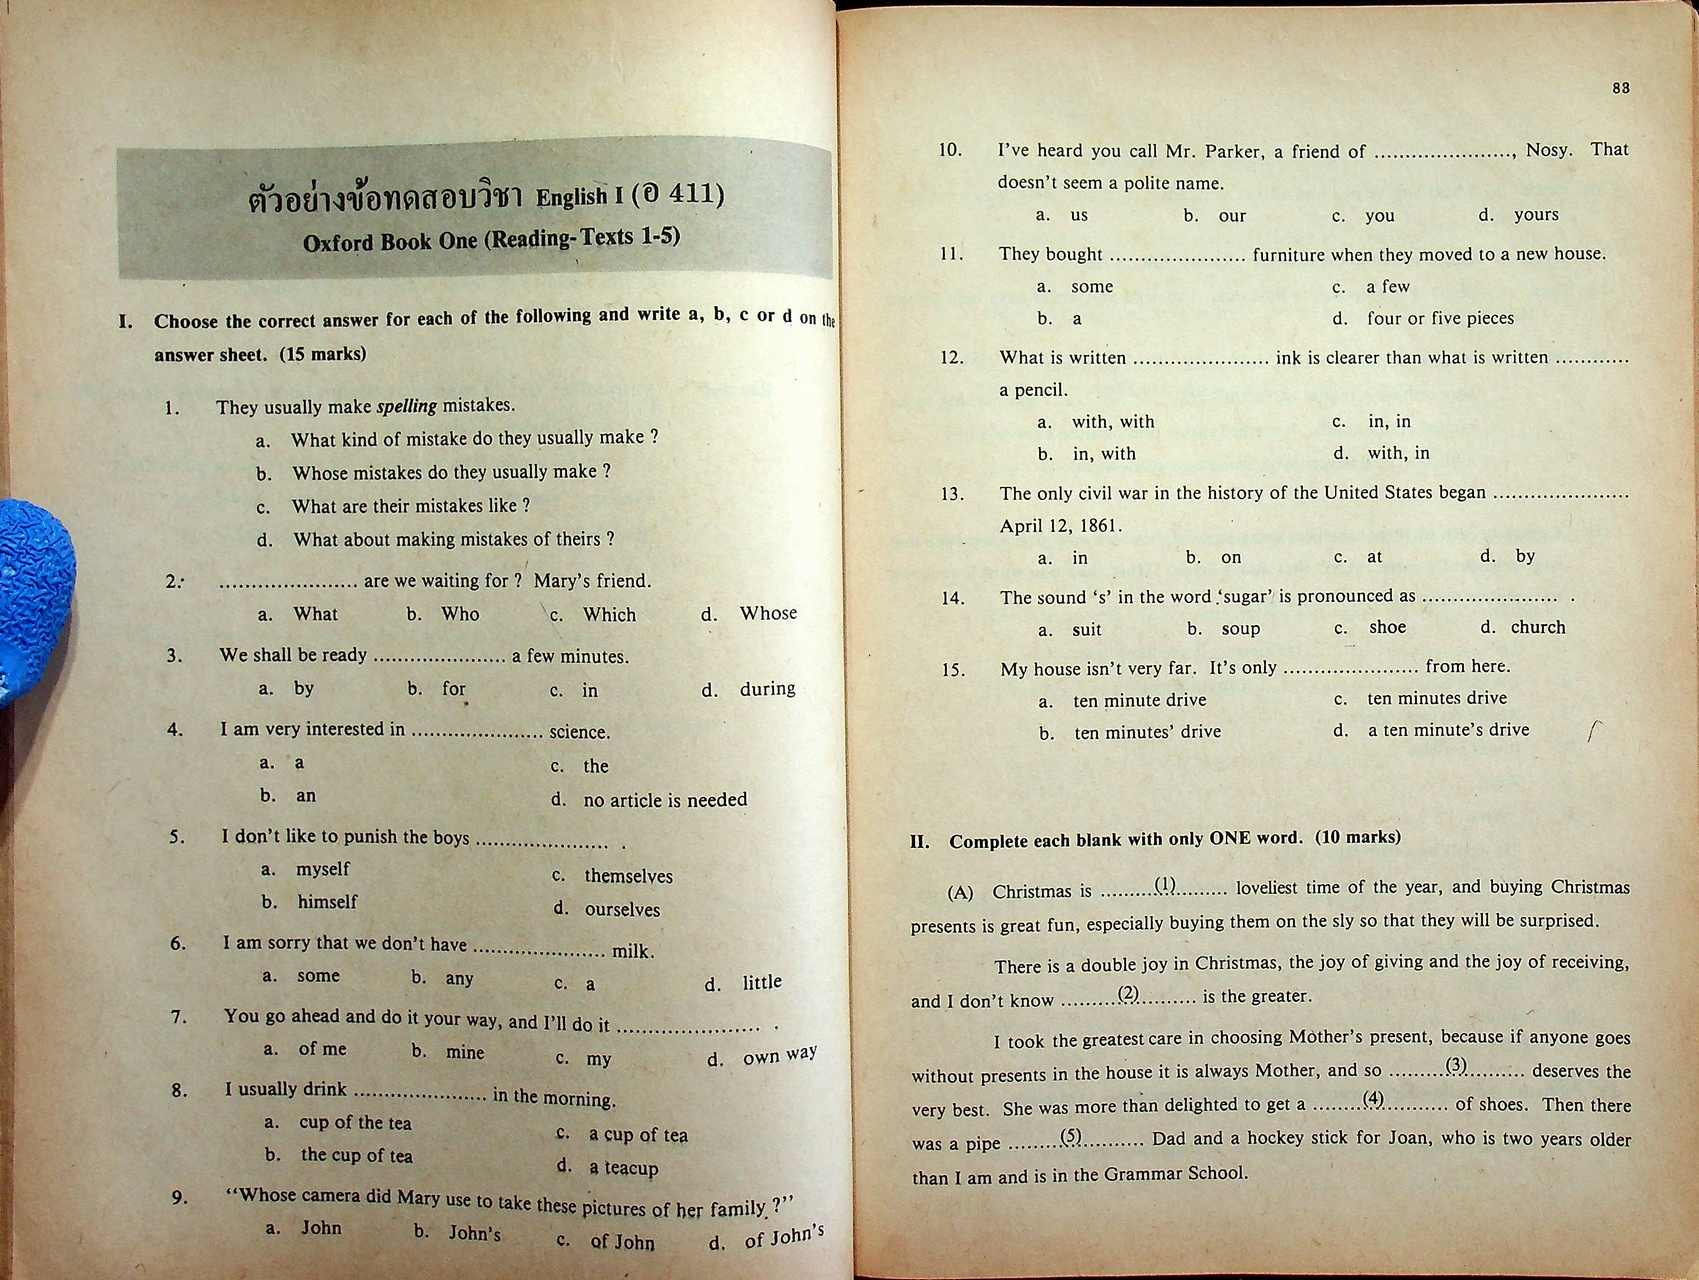 ตัวอย่างข้อทดสอบวิชา English I (อ 411)
Oxford Book One (Reading-Texts 1-5)
I. Choose the correct answer for each of the following and write a, b, c or d on the
answer sheet. (15 marks)
1. They usually make spelling mistakes.
a. What kind of mistake do they usually make ?
b. Whose mistakes do they usually make ?
c. What are their mistakes like ?
d. What about making mistakes of theirs ?
2. ...................... are we waiting for ? Mary's friend.
a. What b. Who c. Which d. Whose
3. We shall be ready ...................... a few minutes.
a. by b. for c. in d. during
4. I am very interested in ...................... science.
a. a c. the
b. an d. no article is needed
5. I don't like to punish the boys ...................... .
a. myself c. themselves
b. himself d. ourselves
6. I am sorry that we don't have ...................... milk.
a. some b. any c. a d. little
7. You go ahead and do it your way, and I'll do it ...................... .
a. of me b. mine c. my d. own way
8. I usually drink ...................... in the morning.
a. cup of the tea c. a cup of tea
b. the cup of tea d. a teacup
9. "Whose camera did Mary use to take these pictures of her family ?"
a. John b. John's c. of John d. of John's
83
10. I've heard you call Mr. Parker, a friend of ......................, Nosy. That
doesn't seem a polite name.
a. us b. our c. you d. yours
11. They bought ...................... furniture when they moved to a new house.
a. some c. a few
b. a d. four or five pieces
12. What is written ...................... ink is clearer than what is written ............
a pencil.
a. with, with c. in, in
b. in, with d. with, in
13. The only civil war in the history of the United States began ......................
April 12, 1861.
a. in b. on c. at d. by
14. The sound 's' in the word 'sugar' is pronounced as ...................... .
a. suit b. soup c. shoe d. church
15. My house isn't very far. It's only ...................... from here.
a. ten minute drive c. ten minutes drive
b. ten minutes' drive d. a ten minute's drive
II. Complete each blank with only ONE word. (10 marks)
(A) Christmas is .........(1)......... loveliest time of the year, and buying Christmas
presents is great fun, especially buying them on the sly so that they will be surprised.
There is a double joy in Christmas, the joy of giving and the joy of receiving,
and I don't know .........(2)......... is the greater.
I took the greatest care in choosing Mother's present, because if anyone goes
without presents in the house it is always Mother, and so .........(3)......... deserves the
very best. She was more than delighted to get a ........(4).......... of shoes. Then there
was a pipe ........(5).......... Dad and a hockey stick for Joan, who is two years older
than I am and is in the Grammar School.